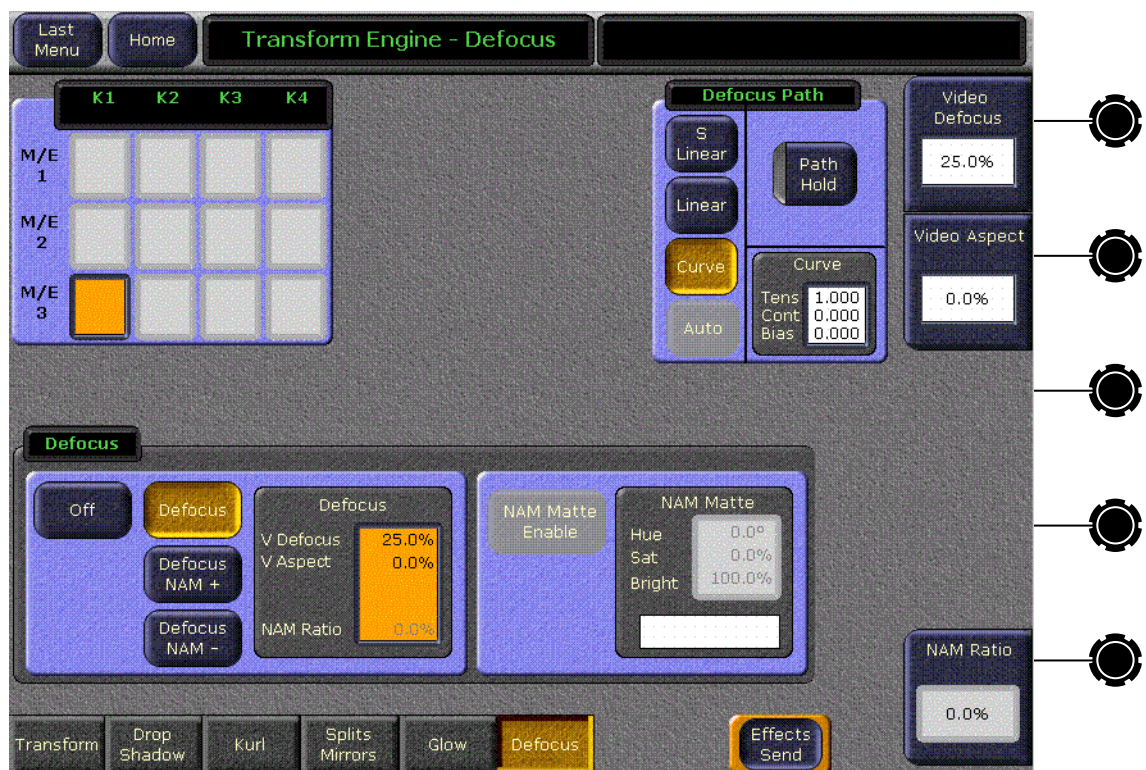 Last
Menu
Home
Transform Engine - Defocus
K1 K2 K3 K4
M/E
1
M/E
2
M/E
3
Defocus Path
S
Linear
Linear
Curve
Auto
Path
Hold
Curve
Tens 1.000
Cont 0.000
Bias 0.000
Video
Defocus
25.0%
Video Aspect
0.0%
Defocus
Off
Defocus
Defocus
NAM +
Defocus
NAM -
Defocus
V Defocus 25.0%
V Aspect 0.0%
NAM Ratio 0.0%
NAM Matte
Enable
NAM Matte
Hue 0.0°
Sat 0.0%
Bright 100.0%
NAM Ratio
0.0%
Transform
Drop
Shadow
Kurl
Splits
Mirrors
Glow
Defocus
Effects
Send